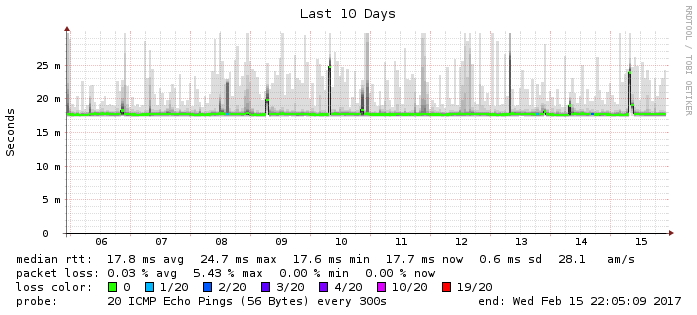 Last 10 Days
RRDTOOL / TOBI OETIKER
Seconds
25 m
20 m
15 m
10 m
5 m
0
06 07 08 09 10 11 12 13 14 15
median rtt: 17.8 ms avg 24.7 ms max 17.6 ms min 17.7 ms now 0.6 ms sd 28.1 am/s
packet loss: 0.03 % avg 5.43 % max 0.00 % min 0.00 % now
loss color: 0 1/20 2/20 3/20 4/20 10/20 19/20
probe: 20 ICMP Echo Pings (56 Bytes) every 300s end: Wed Feb 15 22:05:09 2017